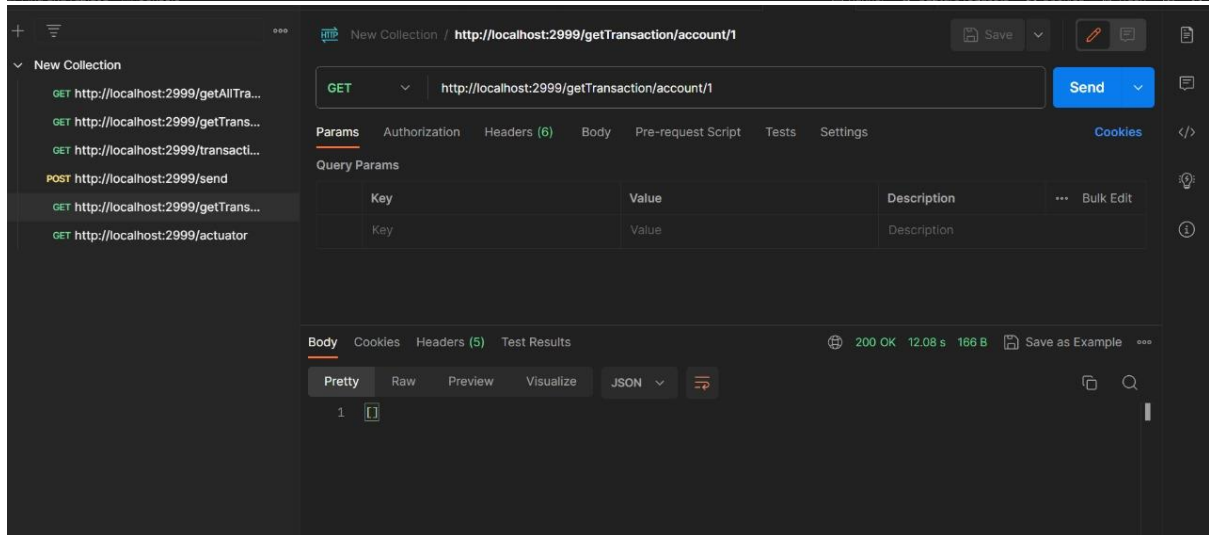 New Collection / http://localhost:2999/getTransaction/account/1
Save
New Collection
GET http://localhost:2999/getAllTra...
GET http://localhost:2999/getTrans...
GET http://localhost:2999/transacti...
POST http://localhost:2999/send
GET http://localhost:2999/getTrans...
GET http://localhost:2999/actuator
HTTP
GET http://localhost:2999/getTransaction/account/1 Send
Params Authorization Headers (6) Body Pre-request Script Tests Settings Cookies
Query Params
Key Value Description Bulk Edit
Key Value Description
Body Cookies Headers (5) Test Results 200 OK 12.08 s 166 B Save as Example
Pretty Raw Preview Visualize JSON
1 []